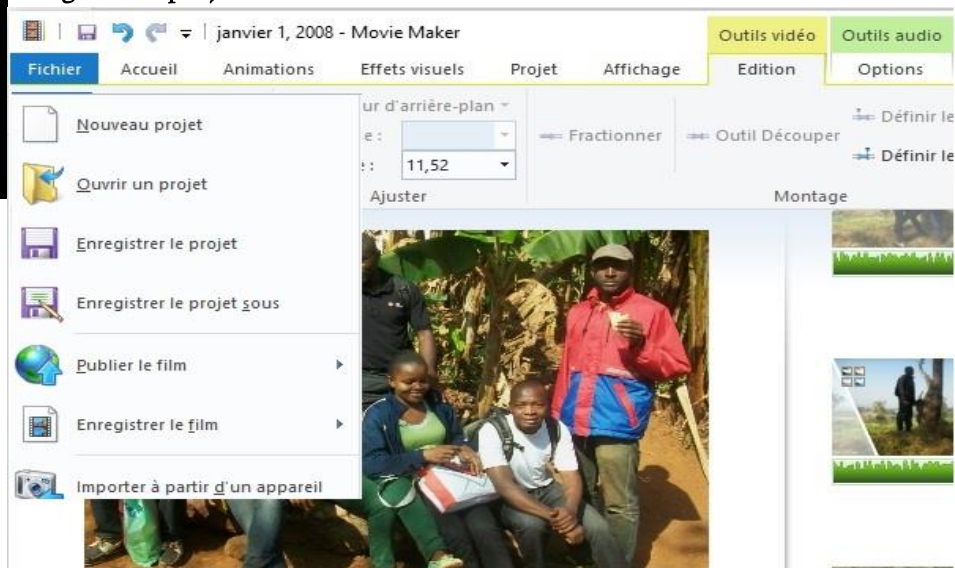 janvier 1, 2008 - Movie Maker
Outils vidéo
Outils audio
Fichier
Accueil
Animations
Effets visuels
Projet
Affichage
Edition
Options
ur d'arrière-plan
e :
Fractionner
Outil Découper
Définir le
: 11,52
Définir le
Ajuster
Montage
Nouveau projet
Ouvrir un projet
Enregistrer le projet
Enregistrer le projet sous
Publier le film
Enregistrer le film
Importer à partir d'un appareil